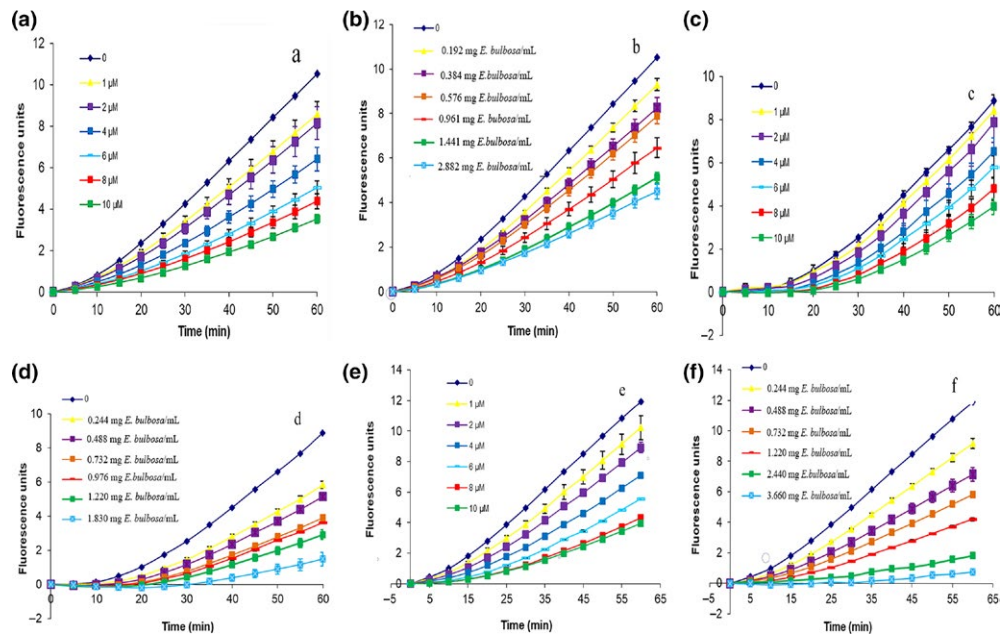 (a)
a
Fluorescence units
12
10
8
6
4
2
0
0
1 µM
2 µM
4 µM
6 µM
8 µM
10 µM
0 10 20 30 40 50 60
Time (min)
(b)
b
Fluorescence units
12
10
8
6
4
2
0
0
0.192 mg E. bulbosa/mL
0.384 mg E.bulbosa/mL
0.576 mg E.bulbosa/mL
0.961 mg E. bulbosa/mL
1.441 mg E. bulbosa/mL
2.882 mg E. bulbosa/mL
0 10 20 30 40 50 60
Time (min)
(c)
c
Fluorescence units
10
8
6
4
2
0
−2
0
1 µM
2 µM
4 µM
6 µM
8 µM
10 µM
0 10 20 30 40 50 60
Time (min)
(d)
d
Fluorescence units
10
8
6
4
2
0
−2
0
0.244 mg E. bulbosa/mL
0.488 mg E. bulbosa/mL
0.732 mg E. bulbosa/mL
0.976 mg E. bulbosa/mL
1.220 mg E. bulbosa/mL
1.830 mg E. bulbosa/mL
0 10 20 30 40 50 60
Time (min)
(e)
e
Fluorescence units
14
12
10
8
6
4
2
0
0
1 µM
2 µM
4 µM
6 µM
8 µM
10 µM
−5 5 15 25 35 45 55 65
Time (min)
(f)
f
Fluorescence units
14
12
10
8
6
4
2
0
0
0.244 mg E. bulbosa/mL
0.488 mg E. bulbosa/mL
0.732 mg E. bulbosa/mL
1.220 mg E. bulbosa/mL
2.440 mg E. bulbosa/mL
3.660 mg E. bulbosa/mL
−5 5 15 25 35 45 55 65
Time (min)